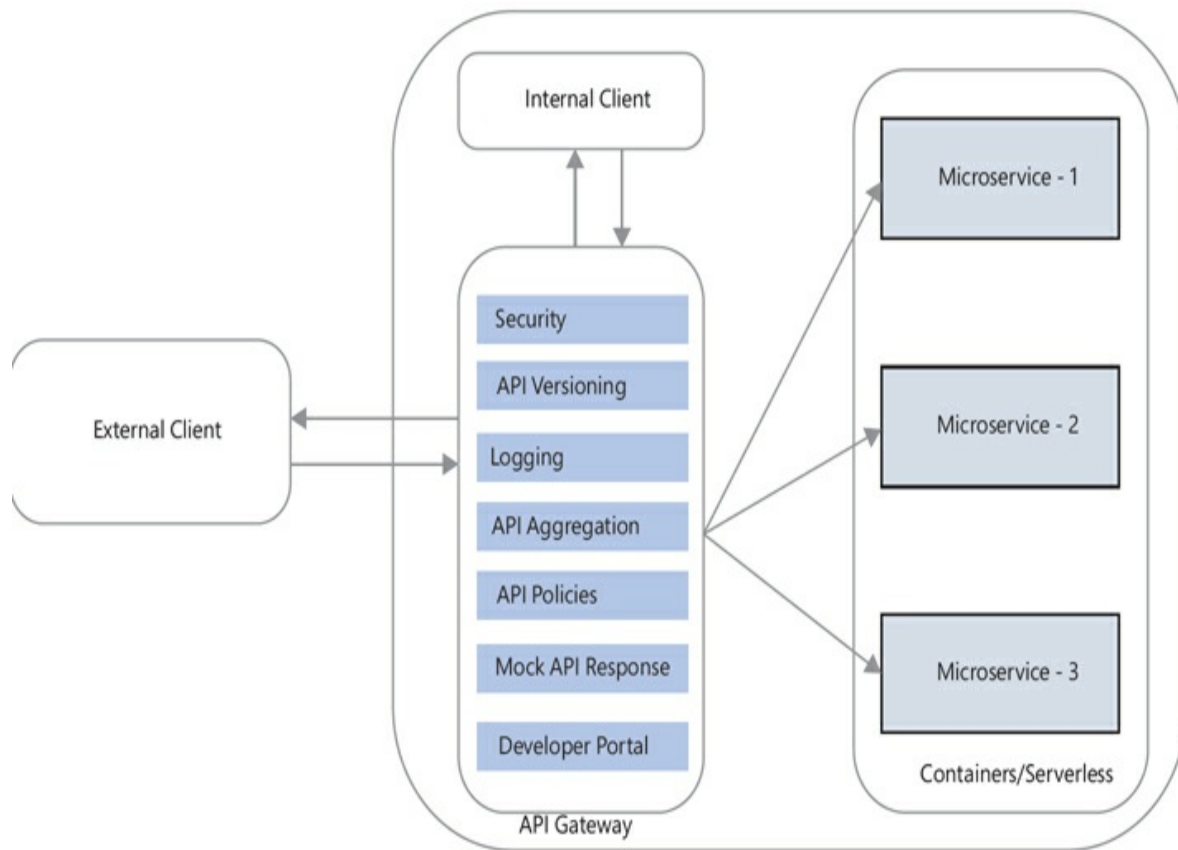 Internal Client
External Client
Security
API Versioning
Logging
API Aggregation
API Policies
Mock API Response
Developer Portal
API Gateway
Microservice - 1
Microservice - 2
Microservice - 3
Containers/Serverless